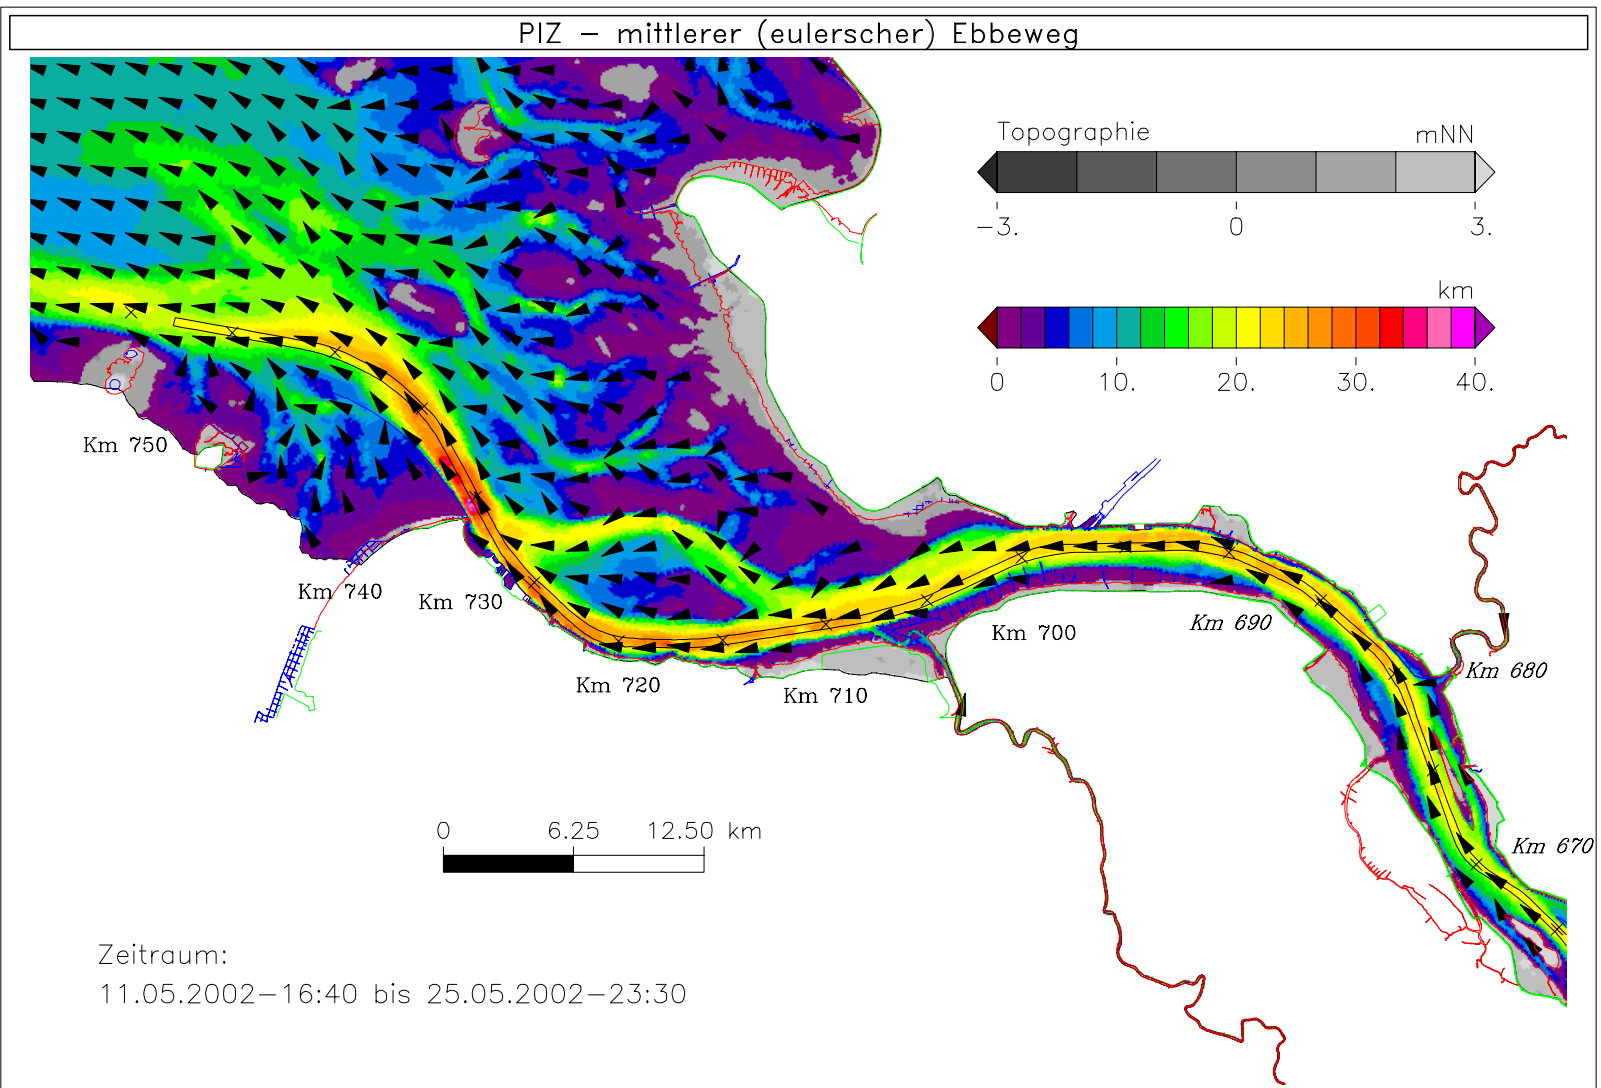 PIZ – mittlerer (eulerscher) Ebbeweg
Topographie mNN
−3. 0 3.
km
0 10. 20. 30. 40.
Km 750
Km 740
Km 730
Km 720
Km 710
Km 700
Km 690
Km 680
Km 670
0 6.25 12.50 km
Zeitraum:
11.05.2002−16:40 bis 25.05.2002−23:30